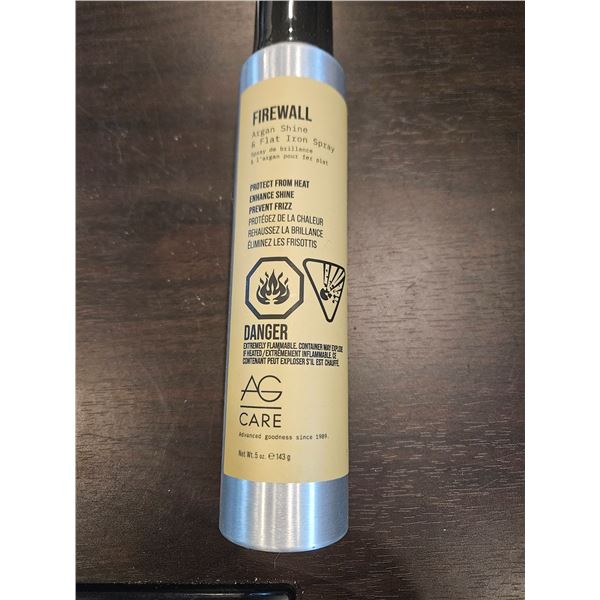 FIREWALL
Argan Shine
& Flat Iron Spray
Spray de brillance
à l'argan pour fer plat
PROTECT FROM HEAT
ENHANCE SHINE
PREVENT FRIZZ
PROTÉGEZ DE LA CHALEUR
REHAUSSEZ LA BRILLANCE
ÉLIMINEZ LES FRISOTTIS
DANGER
EXTREMELY FLAMMABLE. CONTAINER MAY EXPLODE
IF HEATED / EXTRÊMEMENT INFLAMMABLE. CE
CONTENANT PEUT EXPLOSER S'IL EST CHAUFFÉ.
AG
CARE
Advanced goodness since 1989.
Net Wt. 5 oz. ℮ 143 g